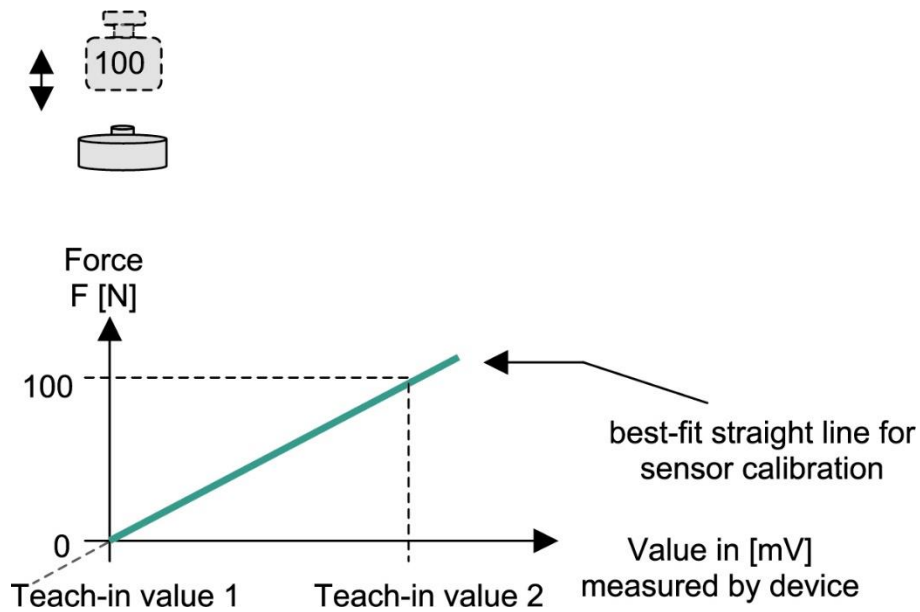 100
Force
F [N]
100
best-fit straight line for
sensor calibration
0
Value in [mV]
measured by device
Teach-in value 1
Teach-in value 2